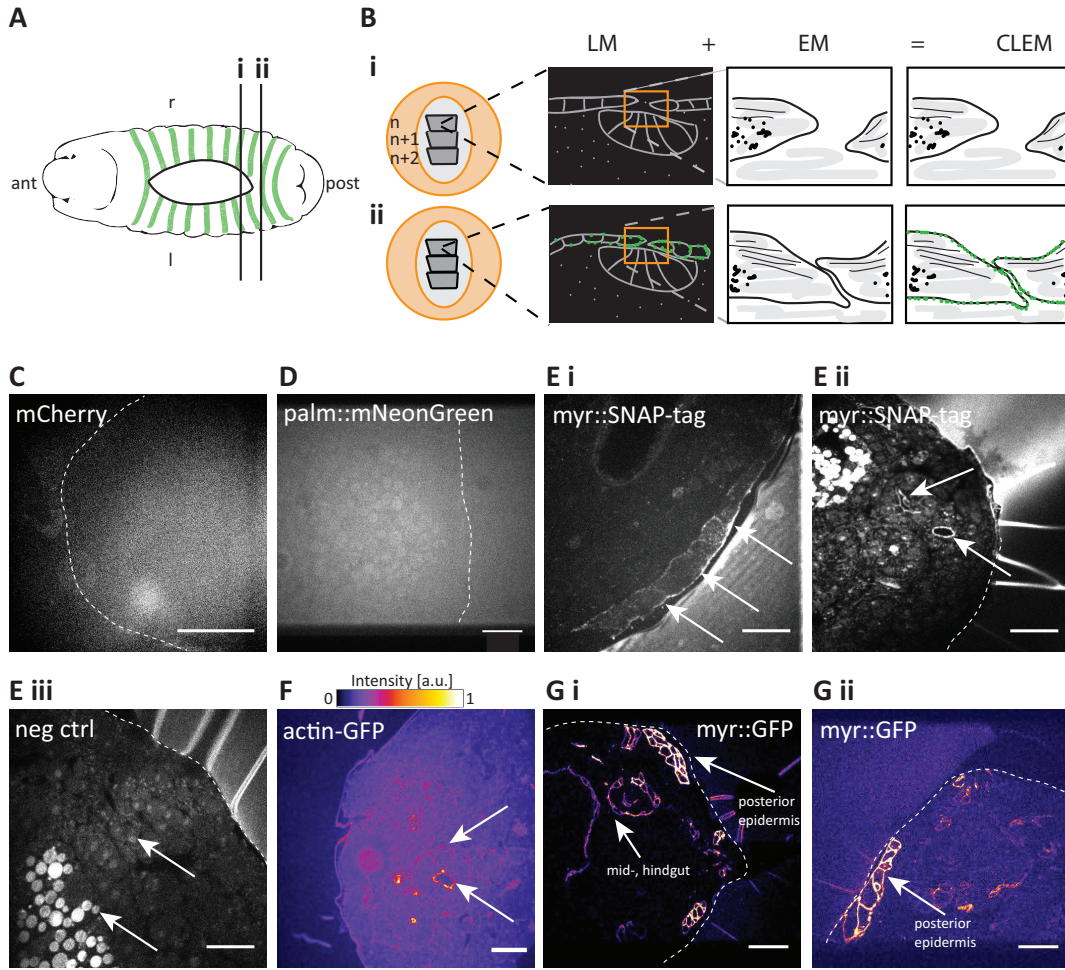 A
i ii
r
ant
post
l
B
LM + EM = CLEM
i
n
n+1
n+2
ii
C
mCherry
D
palm::mNeonGreen
E i
myr::SNAP-tag
E ii
myr::SNAP-tag
E iii
neg ctrl
F
Intensity [a.u.]
0 1
actin-GFP
G i
myr::GFP
posterior
epidermis
mid-, hindgut
G ii
myr::GFP
posterior
epidermis